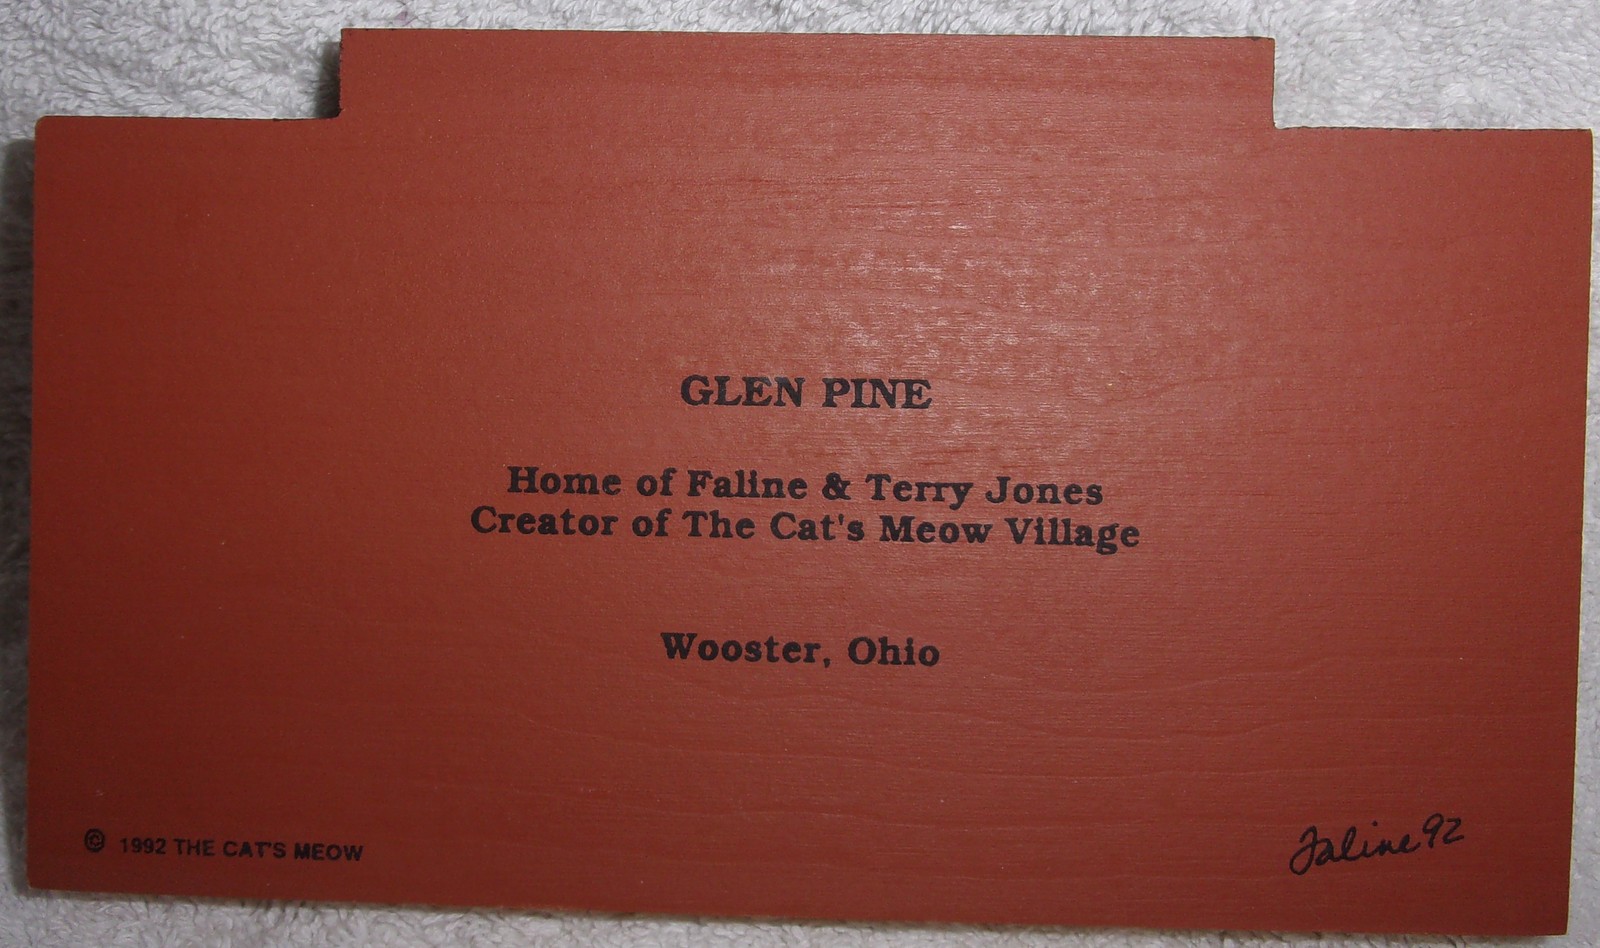 GLEN PINE
Home of Faline & Terry Jones
Creator of The Cat's Meow Village
Wooster, Ohio
© 1992 THE CAT'S MEOW
Faline 92